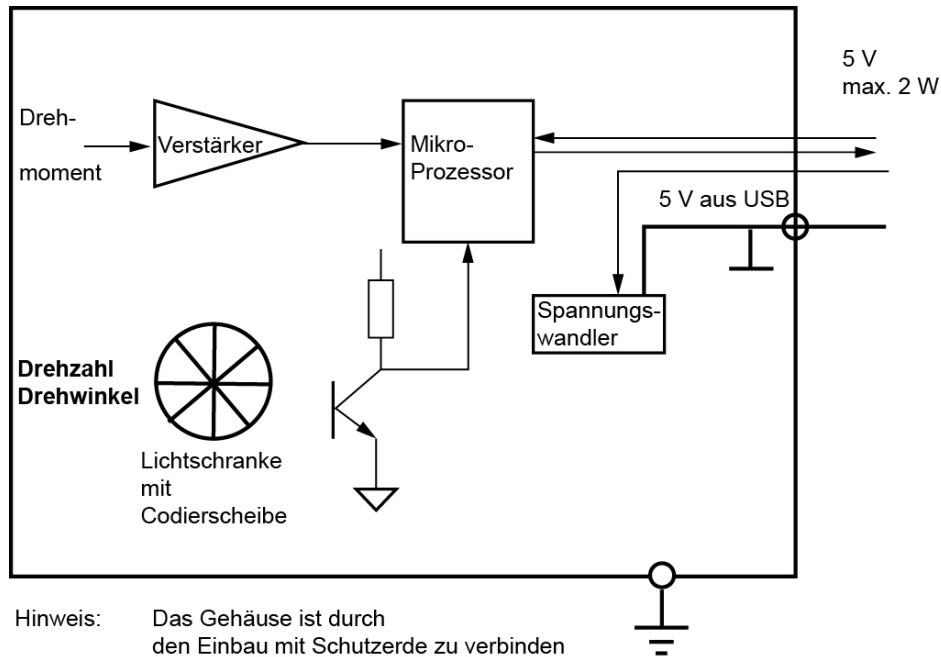 5 V
max. 2 W
Dreh-
moment
Verstärker
Mikro-
Prozessor
5 V aus USB
Spannungs-
wandler
Drehzahl
Drehwinkel
Lichtschranke
mit
Codierscheibe
Hinweis: Das Gehäuse ist durch
den Einbau mit Schutzerde zu verbinden